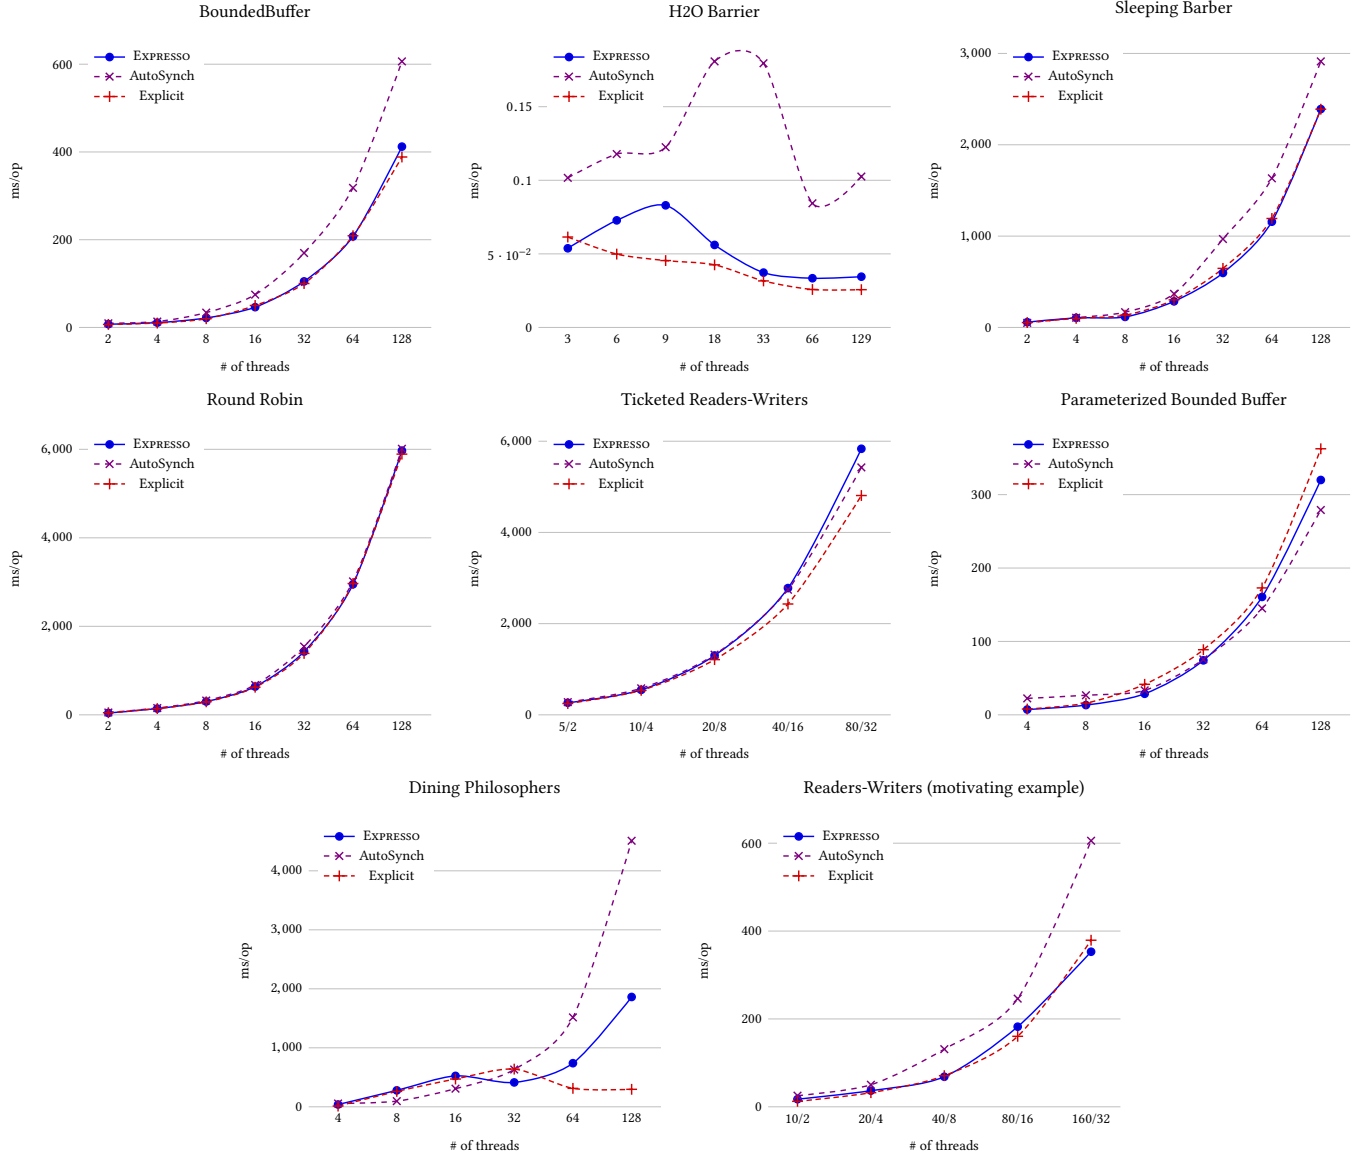 BoundedBuffer
600
400
200
0
ms/op
EXPRESSO
AutoSynch
Explicit
2 4 8 16 32 64 128
# of threads
H2O Barrier
0.15
0.1
5 · 10⁻²
0
ms/op
EXPRESSO
AutoSynch
Explicit
3 6 9 18 33 66 129
# of threads
Sleeping Barber
3,000
2,000
1,000
0
ms/op
EXPRESSO
AutoSynch
Explicit
2 4 8 16 32 64 128
# of threads
Round Robin
6,000
4,000
2,000
0
ms/op
EXPRESSO
AutoSynch
Explicit
2 4 8 16 32 64 128
# of threads
Ticketed Readers-Writers
6,000
4,000
2,000
0
ms/op
EXPRESSO
AutoSynch
Explicit
5/2 10/4 20/8 40/16 80/32
# of threads
Parameterized Bounded Buffer
300
200
100
0
ms/op
EXPRESSO
AutoSynch
Explicit
4 8 16 32 64 128
# of threads
Dining Philosophers
4,000
3,000
2,000
1,000
0
ms/op
EXPRESSO
AutoSynch
Explicit
4 8 16 32 64 128
# of threads
Readers-Writers (motivating example)
600
400
200
0
ms/op
EXPRESSO
AutoSynch
Explicit
10/2 20/4 40/8 80/16 160/32
# of threads